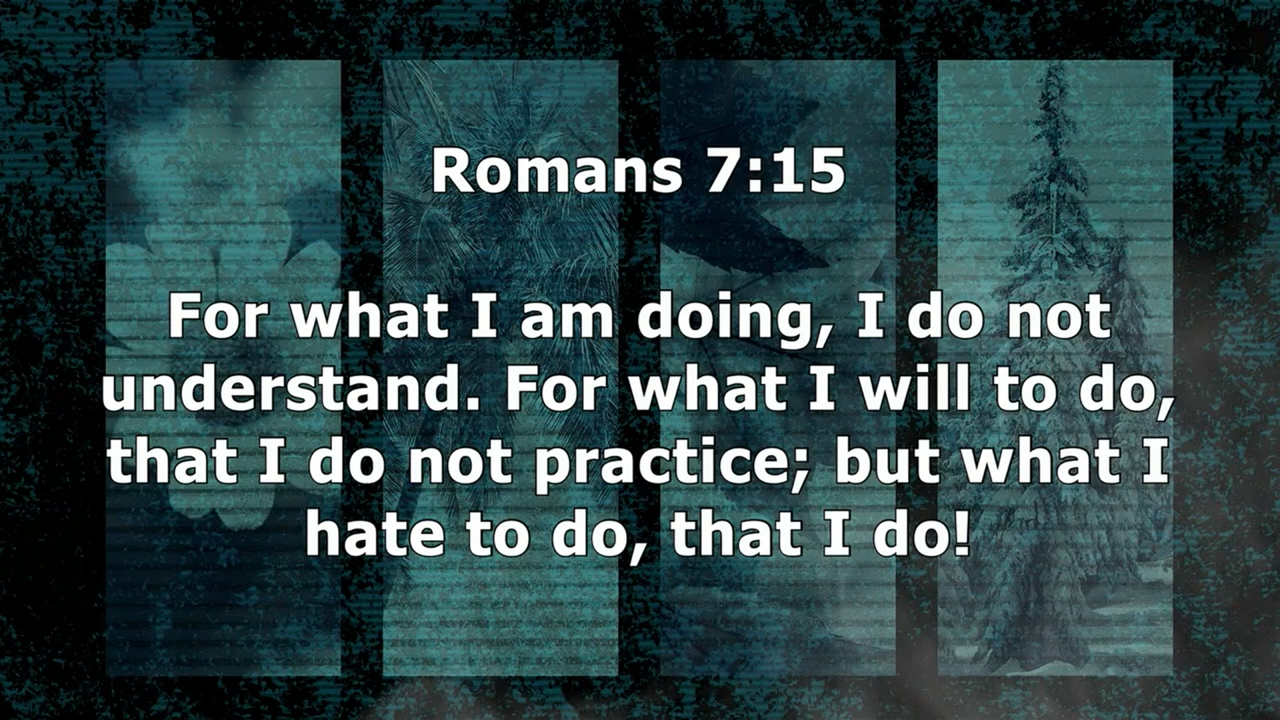 Romans 7:15
For what I am doing, I do not
understand. For what I will to do,
that I do not practice; but what I
hate to do, that I do!